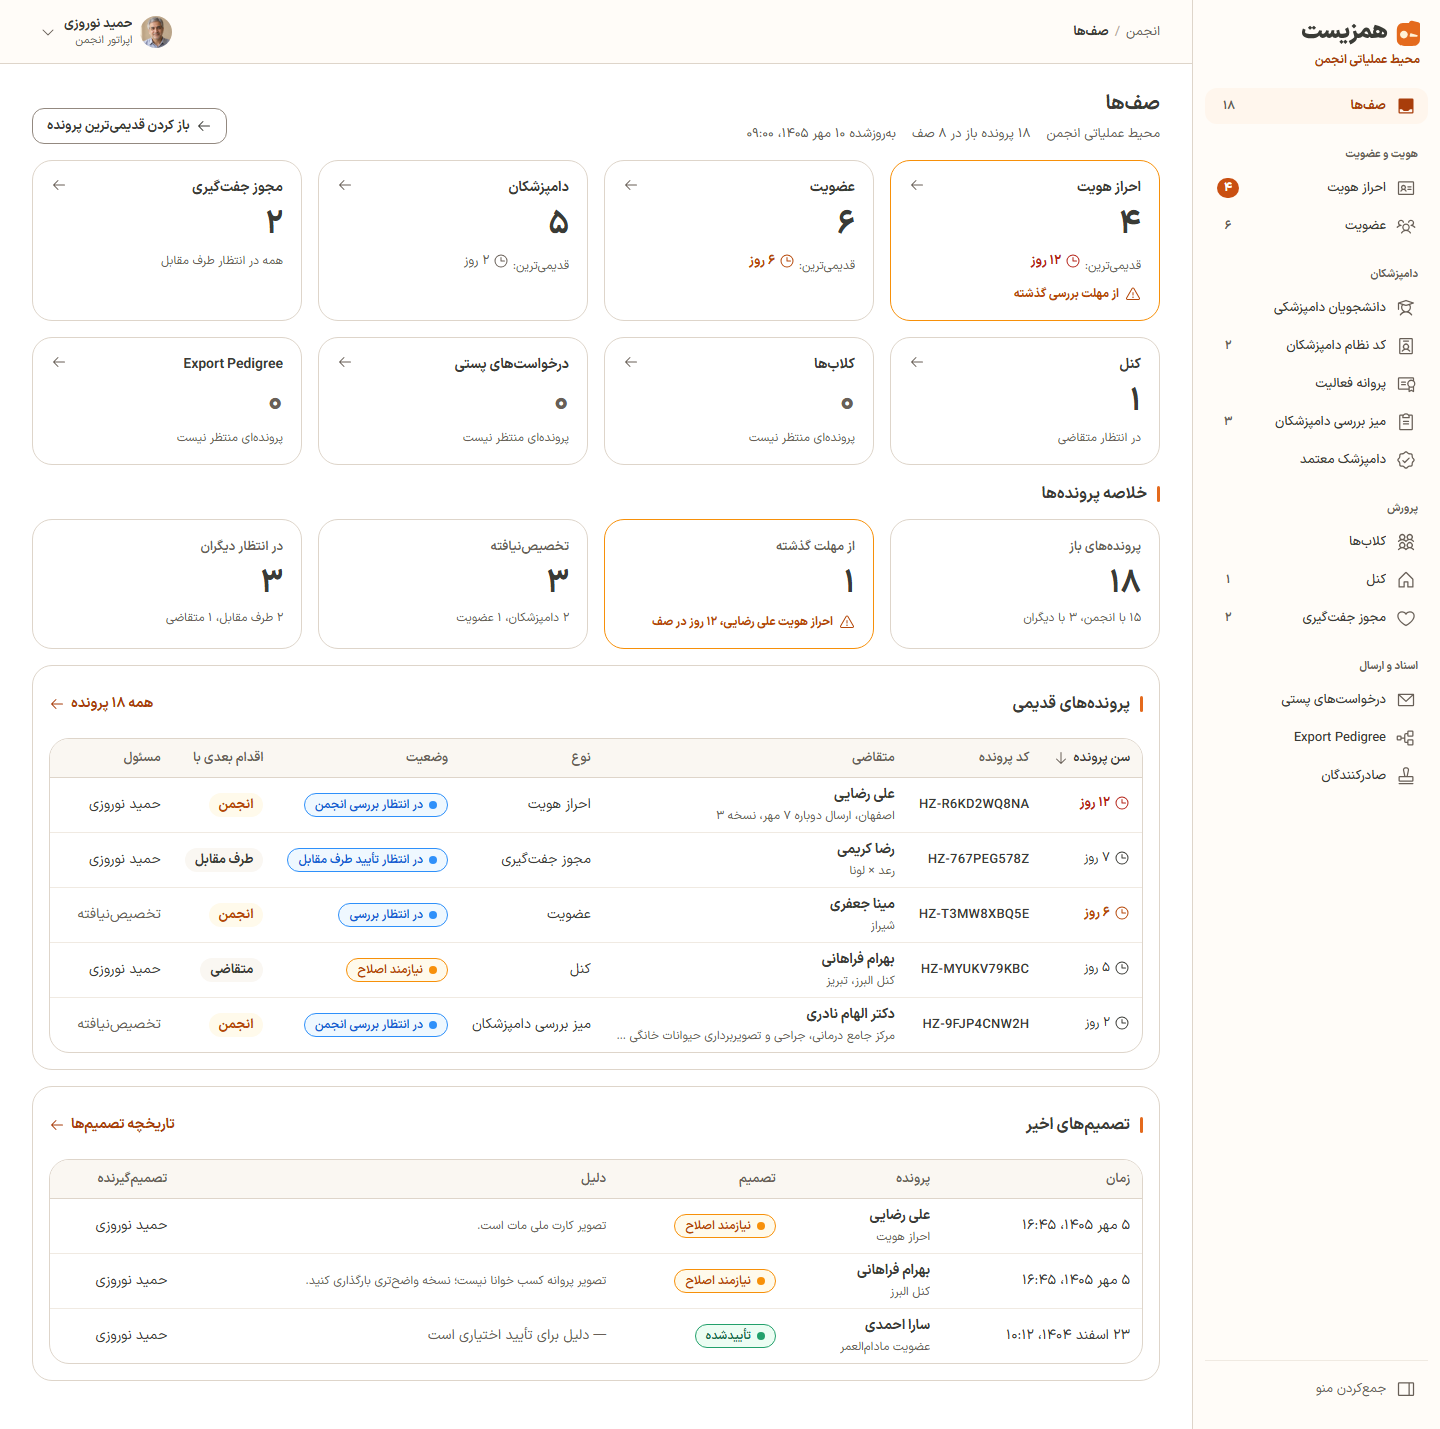 همزیست
محیط عملیاتی انجمن
صف‌ها ۱۸
هویت و عضویت
احراز هویت ۴
عضویت ۶
دامپزشکان
دانشجویان دامپزشکی
کد نظام دامپزشکان ۲
پروانه فعالیت
میز بررسی دامپزشکان ۳
دامپزشک معتمد
پرورش
کلاب‌ها
کنل ۱
مجوز جفت‌گیری ۲
اسناد و ارسال
درخواست‌های پستی
Export Pedigree
صادرکنندگان
جمع‌کردن منو
انجمن / صف‌ها
حمید نوروزی
اپراتور انجمن
صف‌ها
محیط عملیاتی انجمن ۱۸ پرونده باز در ۸ صف به‌روزشده ۱۰ مهر ۱۴۰۵، ۰۹:۰۰
باز کردن قدیمی‌ترین پرونده
احراز هویت
۴
قدیمی‌ترین: ۱۲ روز
از مهلت بررسی گذشته
عضویت
۶
قدیمی‌ترین: ۶ روز
دامپزشکان
۵
قدیمی‌ترین: ۲ روز
مجوز جفت‌گیری
۲
همه در انتظار طرف مقابل
کنل
۱
در انتظار متقاضی
کلاب‌ها
۰
پرونده‌ای منتظر نیست
درخواست‌های پستی
۰
پرونده‌ای منتظر نیست
Export Pedigree
۰
پرونده‌ای منتظر نیست
خلاصه پرونده‌ها
پرونده‌های باز
۱۸
۱۵ با انجمن، ۳ با دیگران
از مهلت گذشته
۱
احراز هویت علی رضایی، ۱۲ روز در صف
تخصیص‌نیافته
۳
۲ دامپزشکان، ۱ عضویت
در انتظار دیگران
۳
۲ طرف مقابل، ۱ متقاضی
پرونده‌های قدیمی
همه ۱۸ پرونده
سن پرونده کد پرونده متقاضی نوع وضعیت اقدام بعدی با مسئول
۱۲ روز HZ-R6KD2WQ8NA علی رضایی احراز هویت در انتظار بررسی انجمن انجمن حمید نوروزی
اصفهان، ارسال دوباره ۷ مهر، نسخه ۳
۷ روز HZ-767PEG578Z رضا کریمی مجوز جفت‌گیری در انتظار تأیید طرف مقابل طرف مقابل حمید نوروزی
رعد × لونا
۶ روز HZ-T3MW8XBQ5E مینا جعفری عضویت در انتظار بررسی انجمن تخصیص‌نیافته
شیراز
۵ روز HZ-MYUKV79KBC بهرام فراهانی کنل نیازمند اصلاح متقاضی حمید نوروزی
کنل البرز، تبریز
۲ روز HZ-9FJP4CNW2H دکتر الهام نادری میز بررسی دامپزشکان در انتظار بررسی انجمن انجمن تخصیص‌نیافته
مرکز جامع درمانی، جراحی و تصویربرداری حیوانات خانگی ...
تصمیم‌های اخیر
تاریخچه تصمیم‌ها
زمان پرونده تصمیم دلیل تصمیم‌گیرنده
۵ مهر ۱۴۰۵، ۱۶:۴۵ علی رضایی نیازمند اصلاح تصویر کارت ملی مات است. حمید نوروزی
احراز هویت
۵ مهر ۱۴۰۵، ۱۶:۴۵ بهرام فراهانی نیازمند اصلاح تصویر پروانه کسب خوانا نیست؛ نسخه واضح‌تری بارگذاری کنید. حمید نوروزی
کنل البرز
۲۳ اسفند ۱۴۰۴، ۱۰:۱۲ سارا احمدی تأییدشده — دلیل برای تأیید اختیاری است حمید نوروزی
عضویت مادام‌العمر